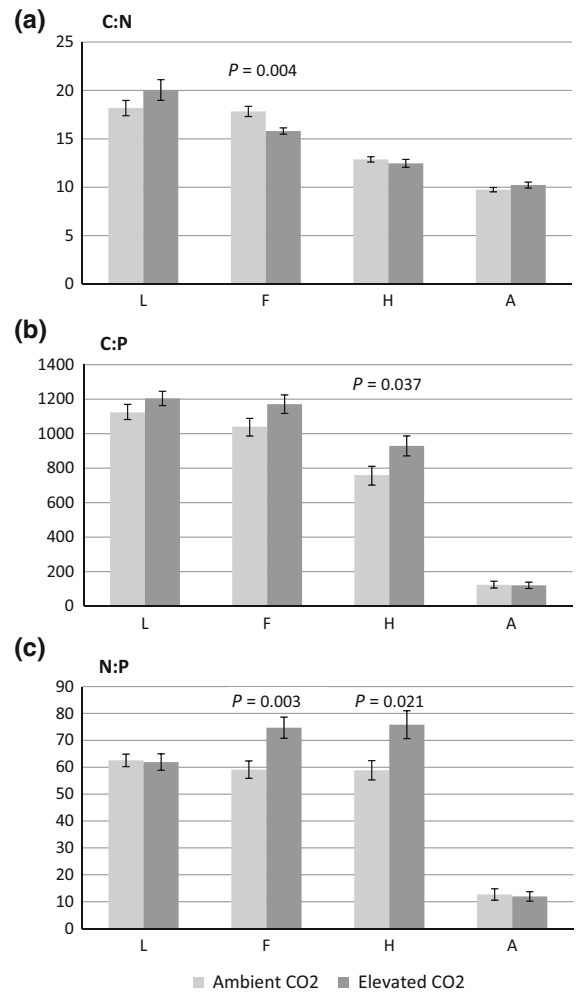 (a) C:N
25
20
15
10
5
0
P = 0.004
L F H A
(b) C:P
1400
1200
1000
800
600
400
200
0
P = 0.037
L F H A
(c) N:P
90
80
70
60
50
40
30
20
10
0
P = 0.003 P = 0.021
L F H A
Ambient CO2 Elevated CO2